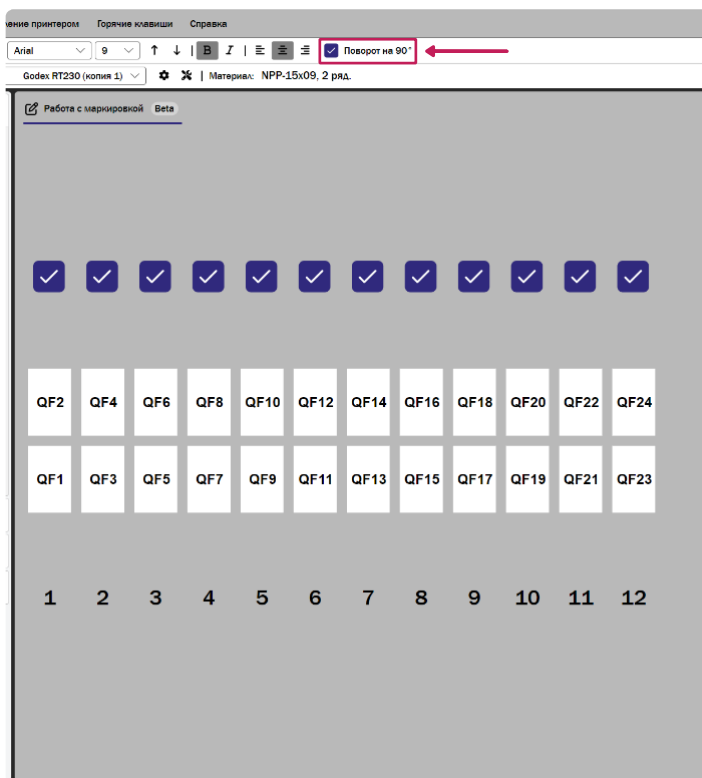 ление принтером Горячие клавиши Справка
Arial 9 B I Поворот на 90°
Godex RT230 (копия 1) Материал: NPP-15x09, 2 ряд.
Работа с маркировкой Beta
QF2 QF4 QF6 QF8 QF10 QF12 QF14 QF16 QF18 QF20 QF22 QF24
QF1 QF3 QF5 QF7 QF9 QF11 QF13 QF15 QF17 QF19 QF21 QF23
1 2 3 4 5 6 7 8 9 10 11 12